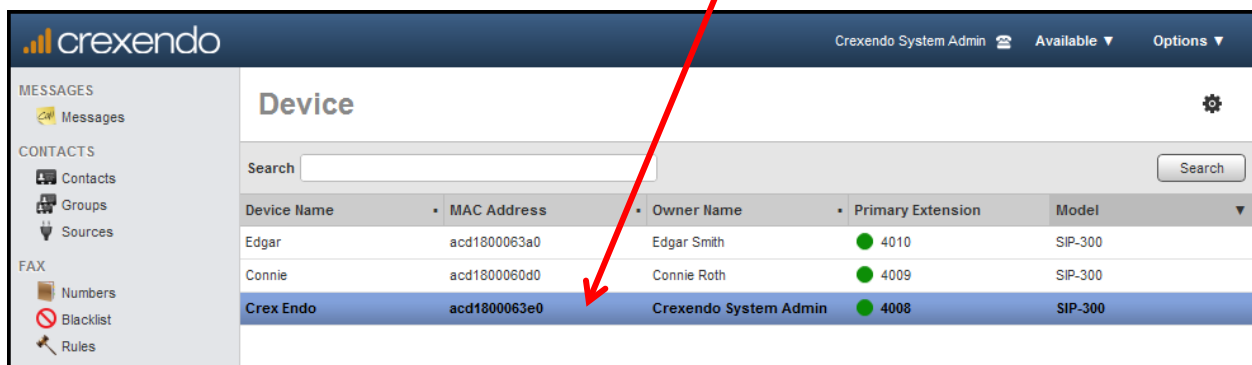 crexendo Crexendo System Admin Available ▼ Options ▼
MESSAGES
Messages
CONTACTS
Contacts
Groups
Sources
FAX
Numbers
Blacklist
Rules
Device
Search Search
Device Name MAC Address Owner Name Primary Extension Model ▼
Edgar acd1800063a0 Edgar Smith 4010 SIP-300
Connie acd1800060d0 Connie Roth 4009 SIP-300
Crex Endo acd1800063e0 Crexendo System Admin 4008 SIP-300